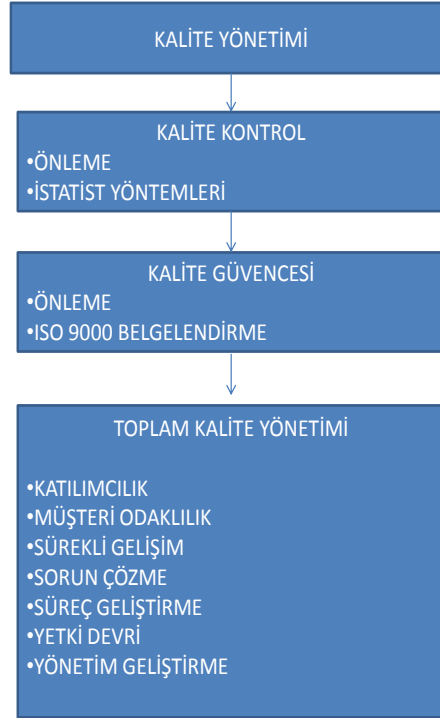 KALİTE YÖNETİMİ
KALİTE KONTROL
•ÖNLEME
•İSTATİST YÖNTEMLERİ
KALİTE GÜVENCESİ
•ÖNLEME
•ISO 9000 BELGELENDİRME
TOPLAM KALİTE YÖNETİMİ
•KATILIMCILIK
•MÜŞTERİ ODAKLILIK
•SÜREKLİ GELİŞİM
•SORUN ÇÖZME
•SÜREÇ GELİŞTİRME
•YETKİ DEVRİ
•YÖNETİM GELİŞTİRME